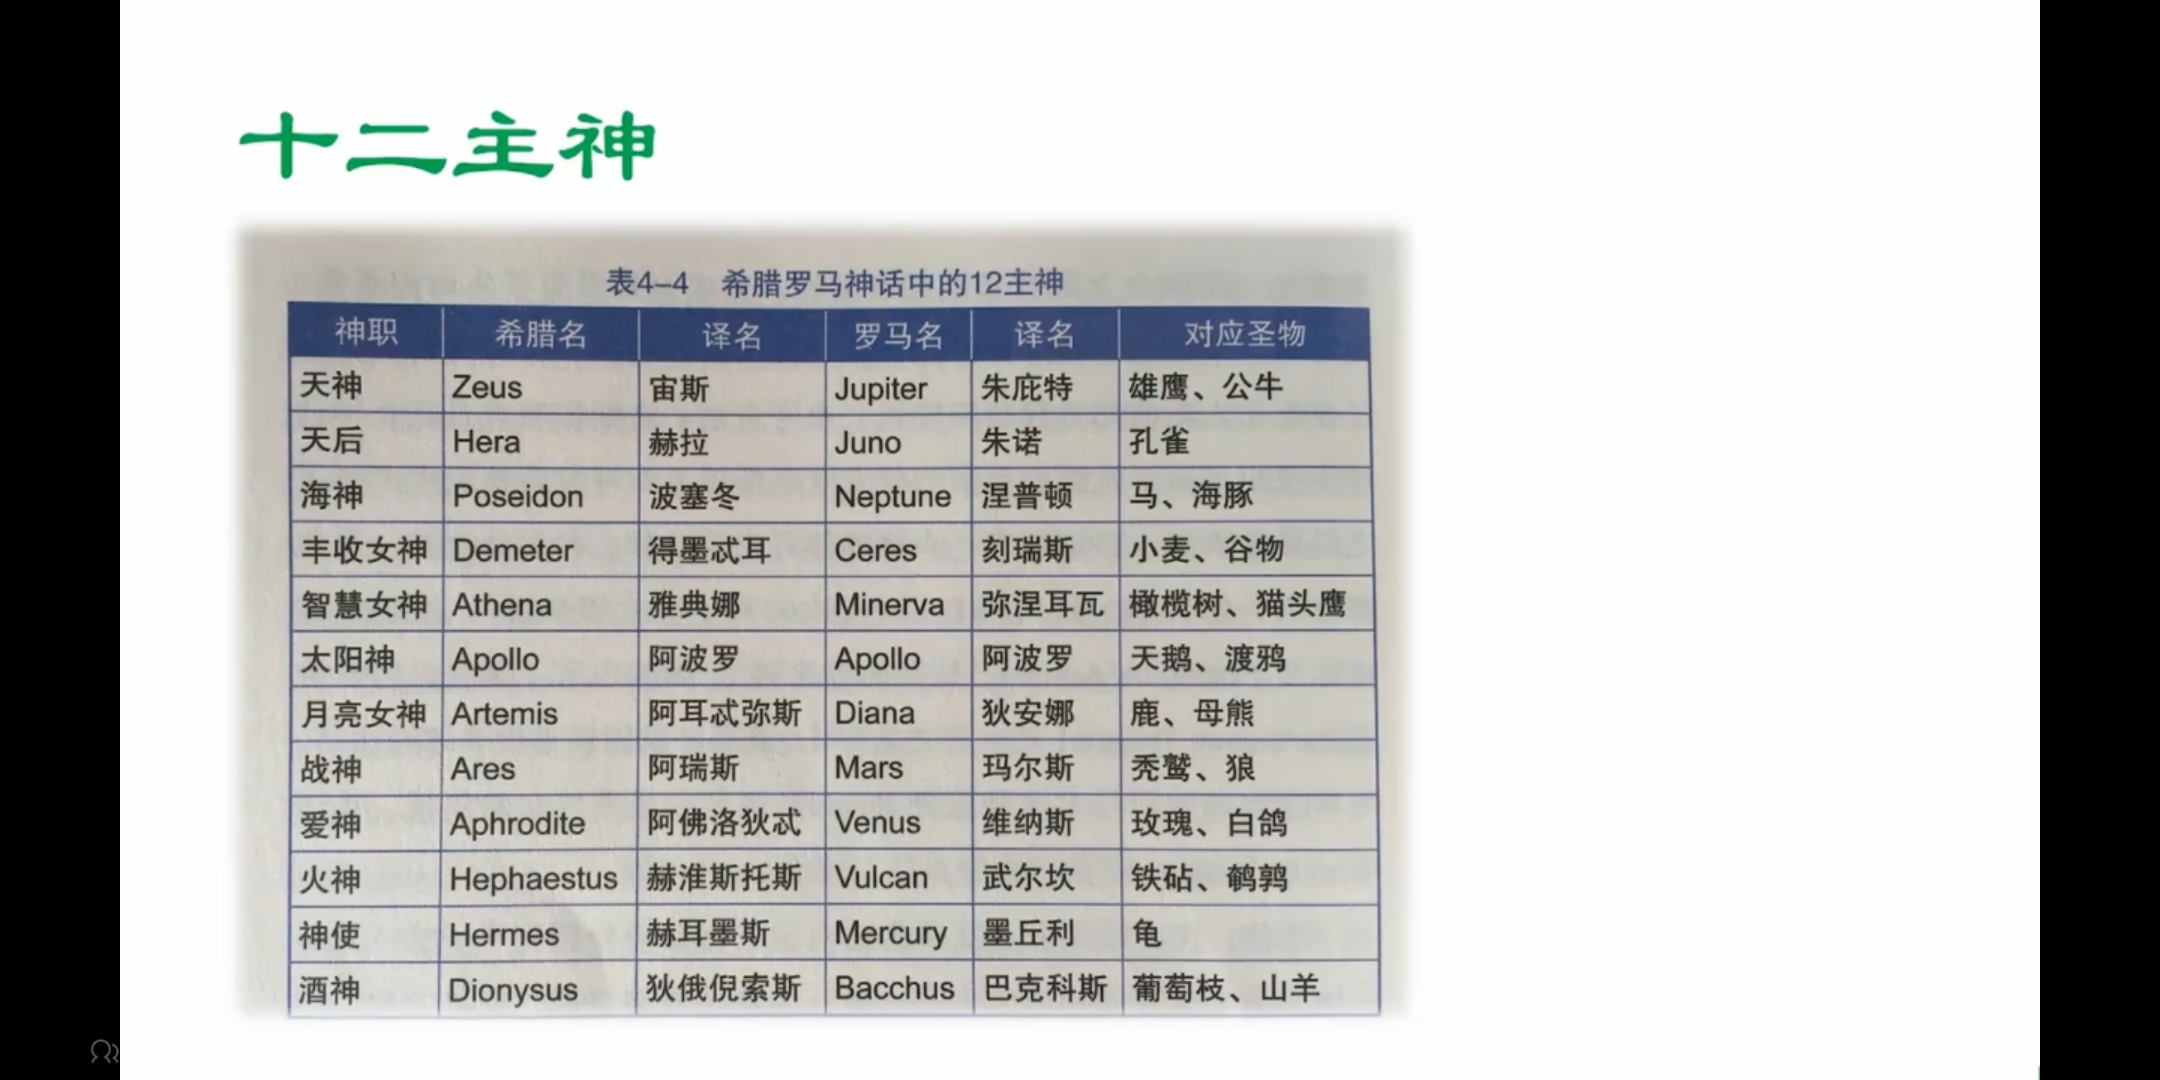 十二主神
表4-4 希腊罗马神话中的12主神
神职 希腊名 译名 罗马名 译名 对应圣物
天神 Zeus 宙斯 Jupiter 朱庇特 雄鹰、公牛
天后 Hera 赫拉 Juno 朱诺 孔雀
海神 Poseidon 波塞冬 Neptune 涅普顿 马、海豚
丰收女神 Demeter 得墨忒耳 Ceres 刻瑞斯 小麦、谷物
智慧女神 Athena 雅典娜 Minerva 弥涅耳瓦 橄榄树、猫头鹰
太阳神 Apollo 阿波罗 Apollo 阿波罗 天鹅、渡鸦
月亮女神 Artemis 阿耳忒弥斯 Diana 狄安娜 鹿、母熊
战神 Ares 阿瑞斯 Mars 玛尔斯 秃鹫、狼
爱神 Aphrodite 阿佛洛狄忒 Venus 维纳斯 玫瑰、白鸽
火神 Hephaestus 赫淮斯托斯 Vulcan 武尔坎 铁砧、鹌鹑
神使 Hermes 赫耳墨斯 Mercury 墨丘利 龟
酒神 Dionysus 狄俄倪索斯 Bacchus 巴克科斯 葡萄枝、山羊